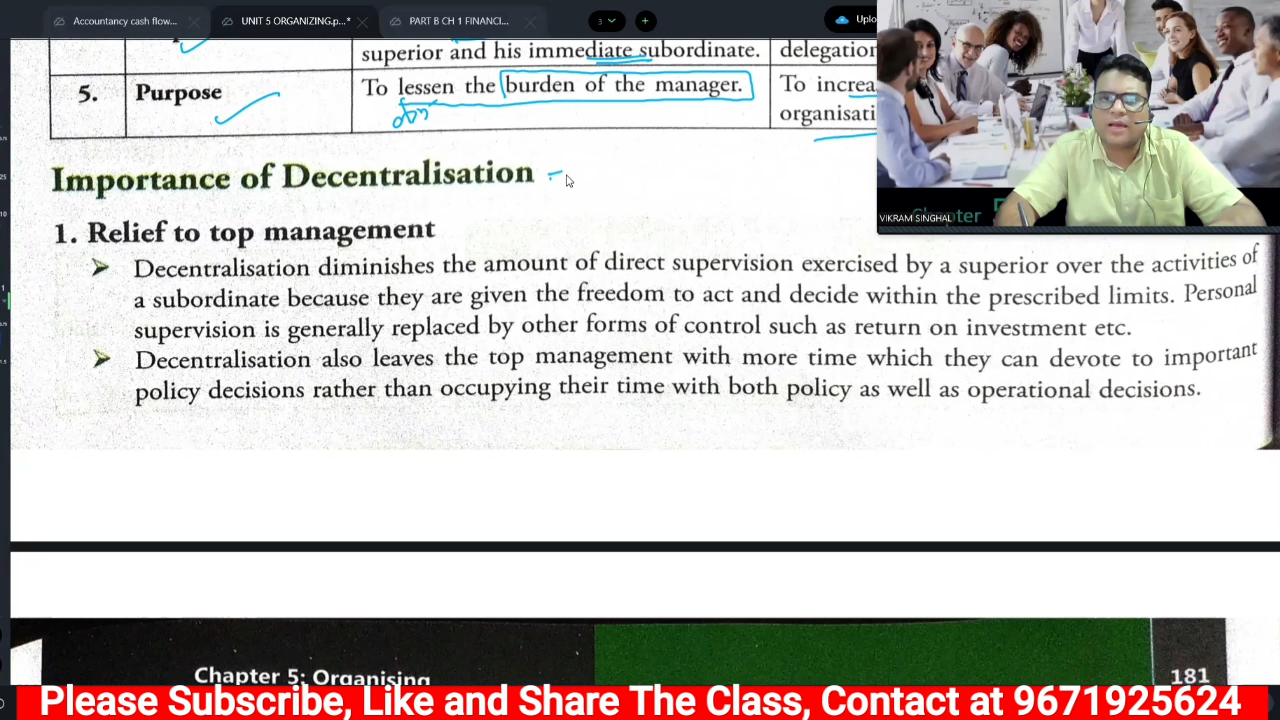 Accountancy cash flow...
UNIT 5 ORGANIZING.p...*
PART B CH 1 FINANCI...
3
Uplo
superior and his immediate subordinate.
delegation
5.
Purpose
To lessen the burden of the manager.
To increa
organisati
Importance of Decentralisation
VIKRAM SINGHAL
Chapter
1. Relief to top management
➤ Decentralisation diminishes the amount of direct supervision exercised by a superior over the activities of
a subordinate because they are given the freedom to act and decide within the prescribed limits. Personal
supervision is generally replaced by other forms of control such as return on investment etc.
➤ Decentralisation also leaves the top management with more time which they can devote to important
policy decisions rather than occupying their time with both policy as well as operational decisions.
Chapter 5: Organising
181
Please Subscribe, Like and Share The Class, Contact at 9671925624